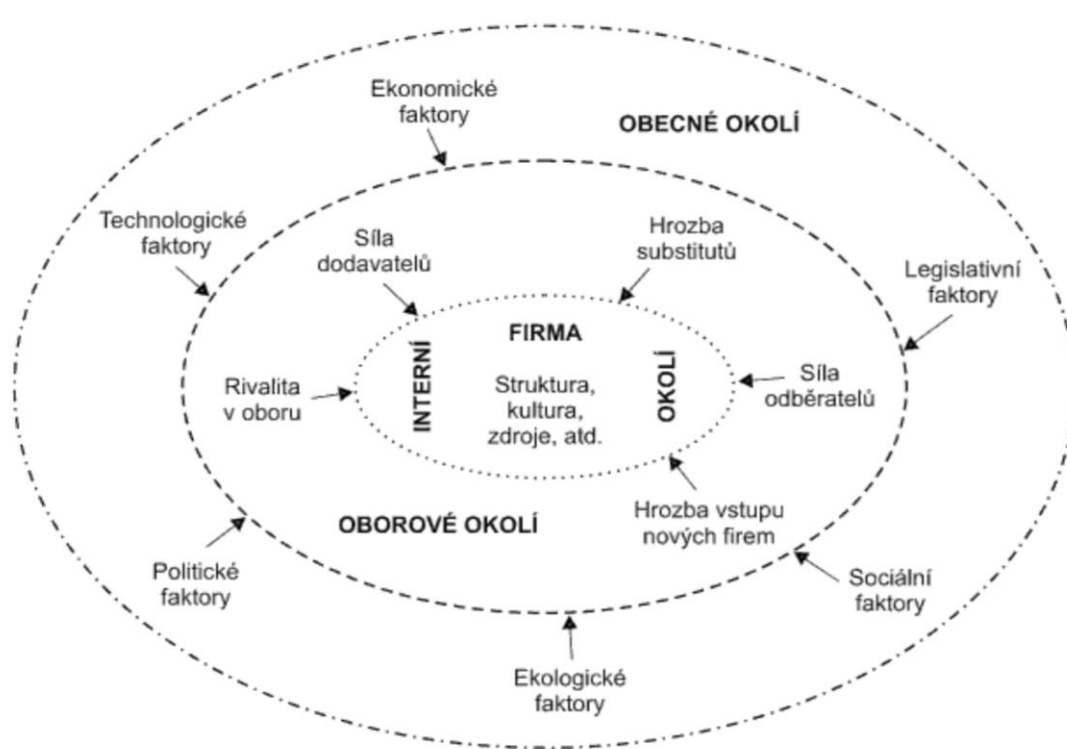 Ekonomické
faktory
OBECNÉ OKOLÍ
Technologické
faktory
Síla
dodavatelů
Hrozba
substitutů
Legislativní
faktory
FIRMA
INTERNÍ
OKOLÍ
Struktura,
kultura,
zdroje, atd.
Rivalita
v oboru
Síla
odběratelů
OBOROVÉ OKOLÍ
Hrozba vstupu
nových firem
Politické
faktory
Sociální
faktory
Ekologické
faktory